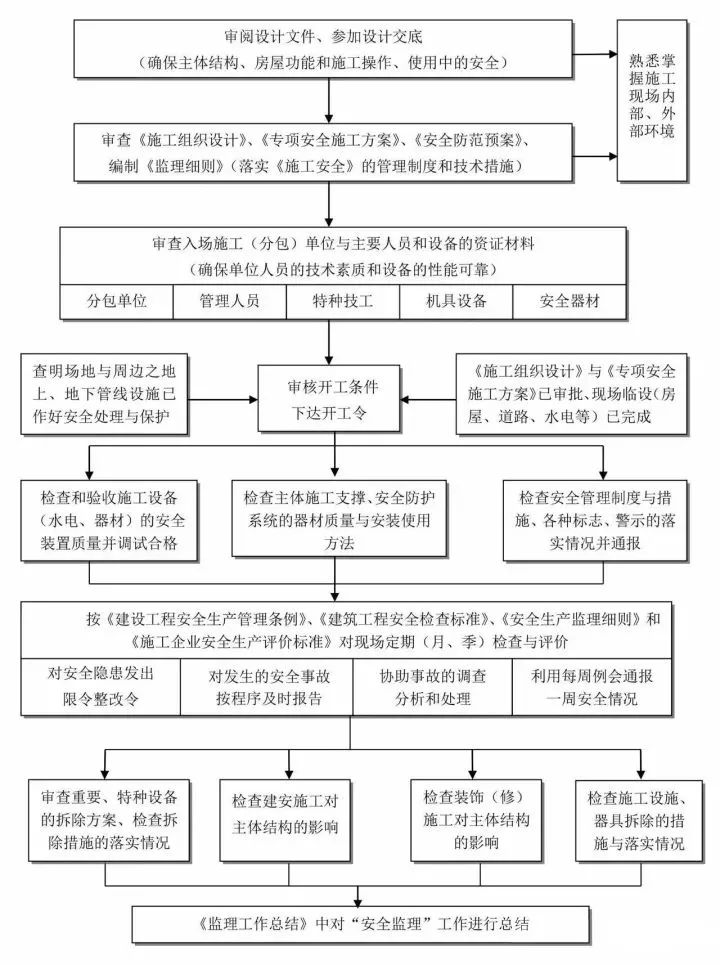 审阅设计文件、参加设计交底
（确保主体结构、房屋功能和施工操作、使用中的安全）
熟悉掌
握施工
现场内
部、外
部环境
审查《施工组织设计》、《专项安全施工方案》、《安全防范预案》、
编制《监理细则》（落实《施工安全》的管理制度和技术措施）
审查入场施工（分包）单位与主要人员和设备的资证材料
（确保单位人员的技术素质和设备的性能可靠）
分包单位
管理人员
特种技工
机具设备
安全器材
查明场地与周边之地
上、地下管线设施已
作好安全处理与保护
审核开工条件
下达开工令
《施工组织设计》与《专项安全
施工方案》已审批、现场临设（房
屋、道路、水电等）已完成
检查和验收施工设备
（水电、器材）的安全
装置质量并调试合格
检查主体施工支撑、安全防护
系统的器材质量与安装使用
方法
检查安全管理制度与措
施、各种标志、警示的落
实情况并通报
按《建设工程安全生产管理条例》、《建筑工程安全检查标准》、《安全生产监理细则》和
《施工企业安全生产评价标准》对现场定期（月、季）检查与评价
对安全隐患发出
限令整改令
对发生的安全事故
按程序及时报告
协助事故的调查
分析和处理
利用每周例会通报
一周安全情况
审查重要、特种设备
的拆除方案、检查拆
除措施的落实情况
检查建安施工对
主体结构的影响
检查装饰（修）
施工对主体结构
的影响
检查施工设施、
器具拆除的措施
与落实情况
《监理工作总结》中对“安全监理”工作进行总结